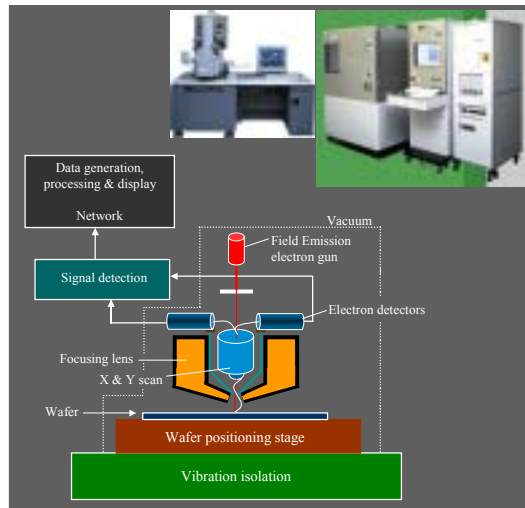 Data generation,
processing & display
Network
Vacuum
Field Emission
electron gun
Signal detection
Electron detectors
Focusing lens
X & Y scan
Wafer
Wafer positioning stage
Vibration isolation